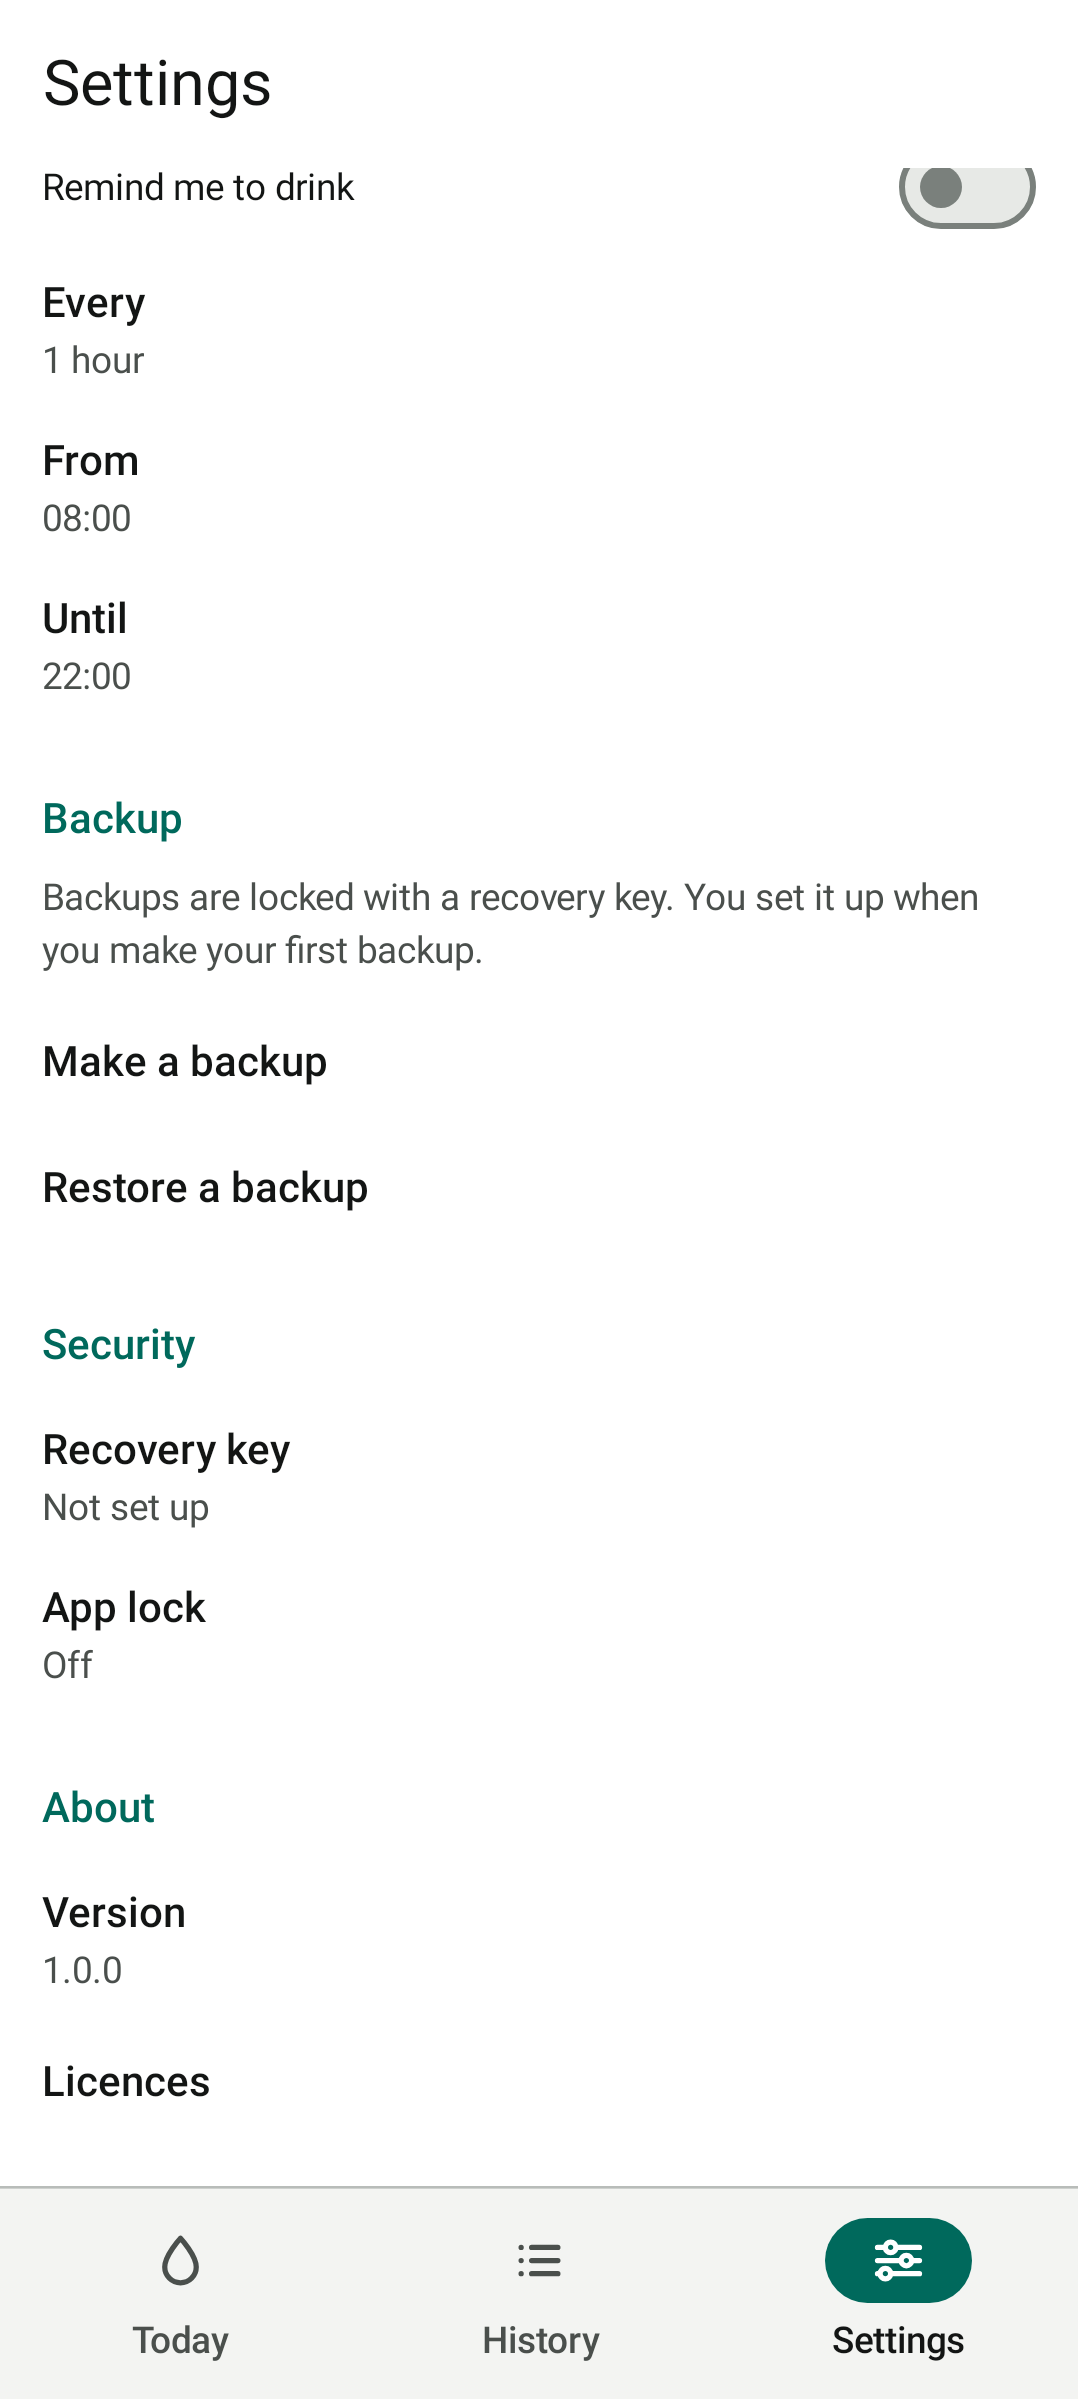 Settings
Remind me to drink
Every
1 hour
From
08:00
Until
22:00
Backup
Backups are locked with a recovery key. You set it up when
you make your first backup.
Make a backup
Restore a backup
Security
Recovery key
Not set up
App lock
Off
About
Version
1.0.0
Licences
Today
History
Settings